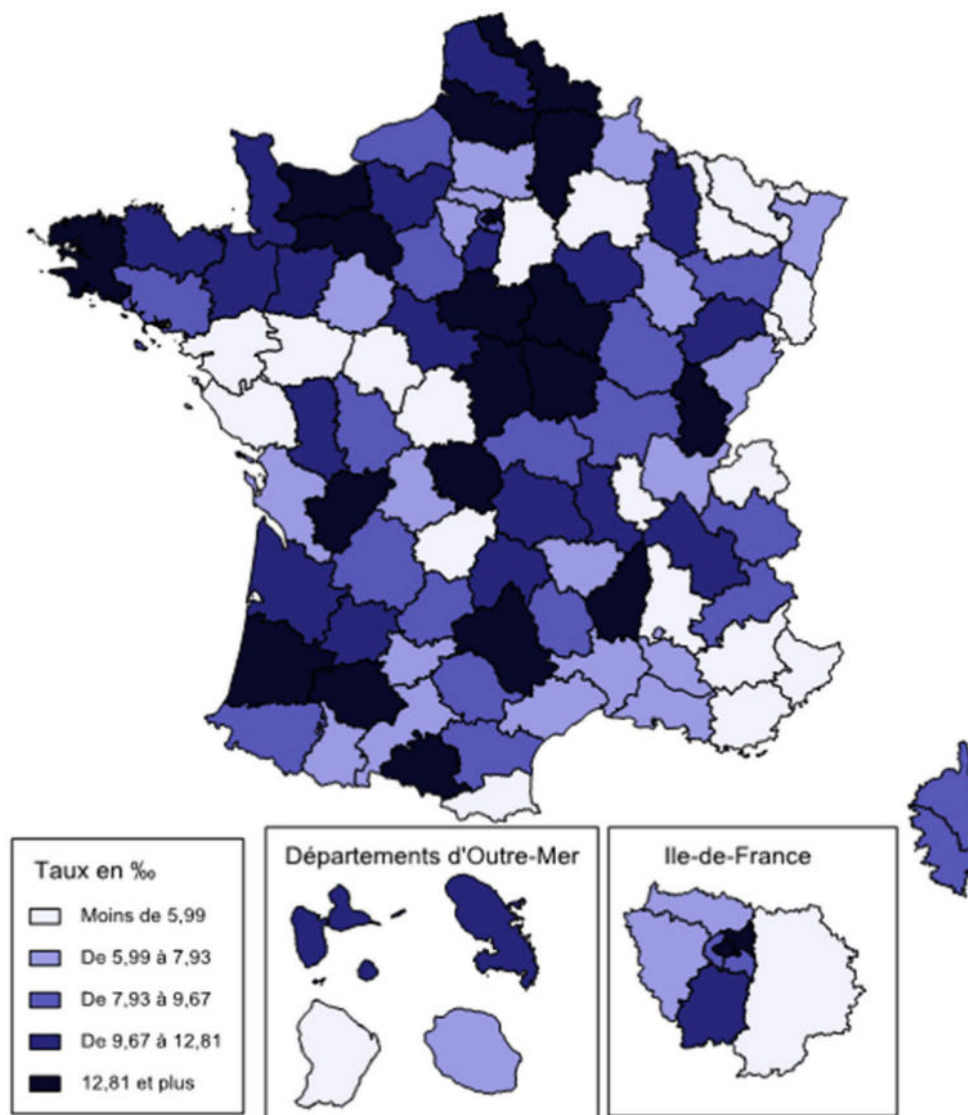 Taux en ‰
Moins de 5,99
De 5,99 à 7,93
De 7,93 à 9,67
De 9,67 à 12,81
12,81 et plus
Départements d'Outre-Mer
Ile-de-France